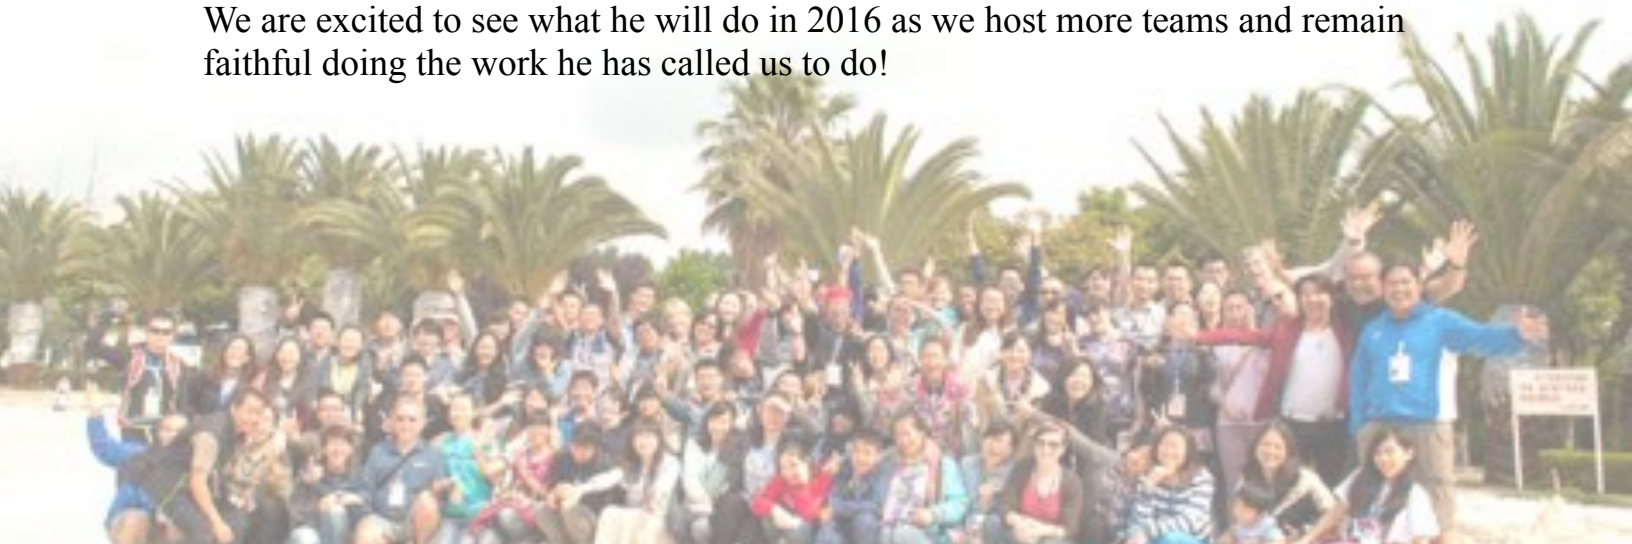 We are excited to see what he will do in 2016 as we host more teams and remain
faithful doing the work he has called us to do!